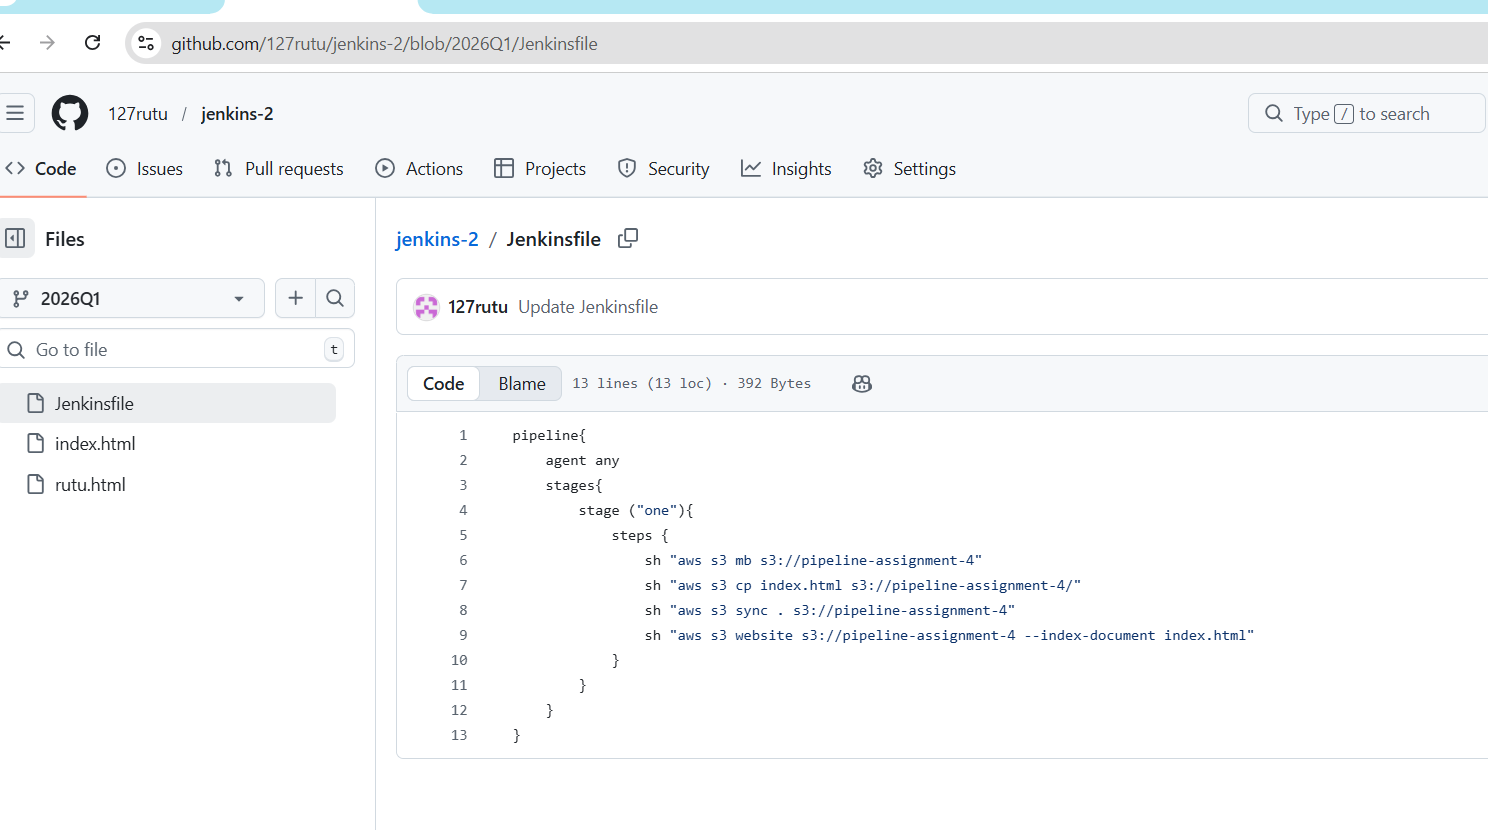 github.com/127rutu/jenkins-2/blob/2026Q1/Jenkinsfile
127rutu / jenkins-2
Type / to search
Code Issues Pull requests Actions Projects Security Insights Settings
Files
2026Q1
Go to file t
Jenkinsfile
index.html
rutu.html
jenkins-2 / Jenkinsfile
127rutu Update Jenkinsfile
Code Blame 13 lines (13 loc) · 392 Bytes
1 pipeline{
2     agent any
3     stages{
4         stage ("one"){
5             steps {
6                 sh "aws s3 mb s3://pipeline-assignment-4"
7                 sh "aws s3 cp index.html s3://pipeline-assignment-4/"
8                 sh "aws s3 sync . s3://pipeline-assignment-4"
9                 sh "aws s3 website s3://pipeline-assignment-4 --index-document index.html"
10             }
11         }
12     }
13 }